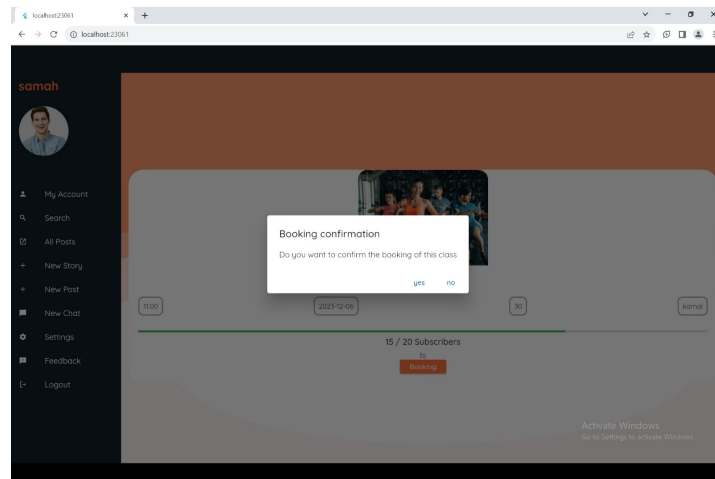 localhost:23061
localhost:23061
samah
My Account
Search
All Posts
New Story
New Post
New Chat
Settings
Feedback
Logout
Booking confirmation
Do you want to confirm the booking of this class
yes no
11:00
2023-12-06
30
kamal
15 / 20 Subscribers
Booking
Activate Windows
Go to Settings to activate Windows.